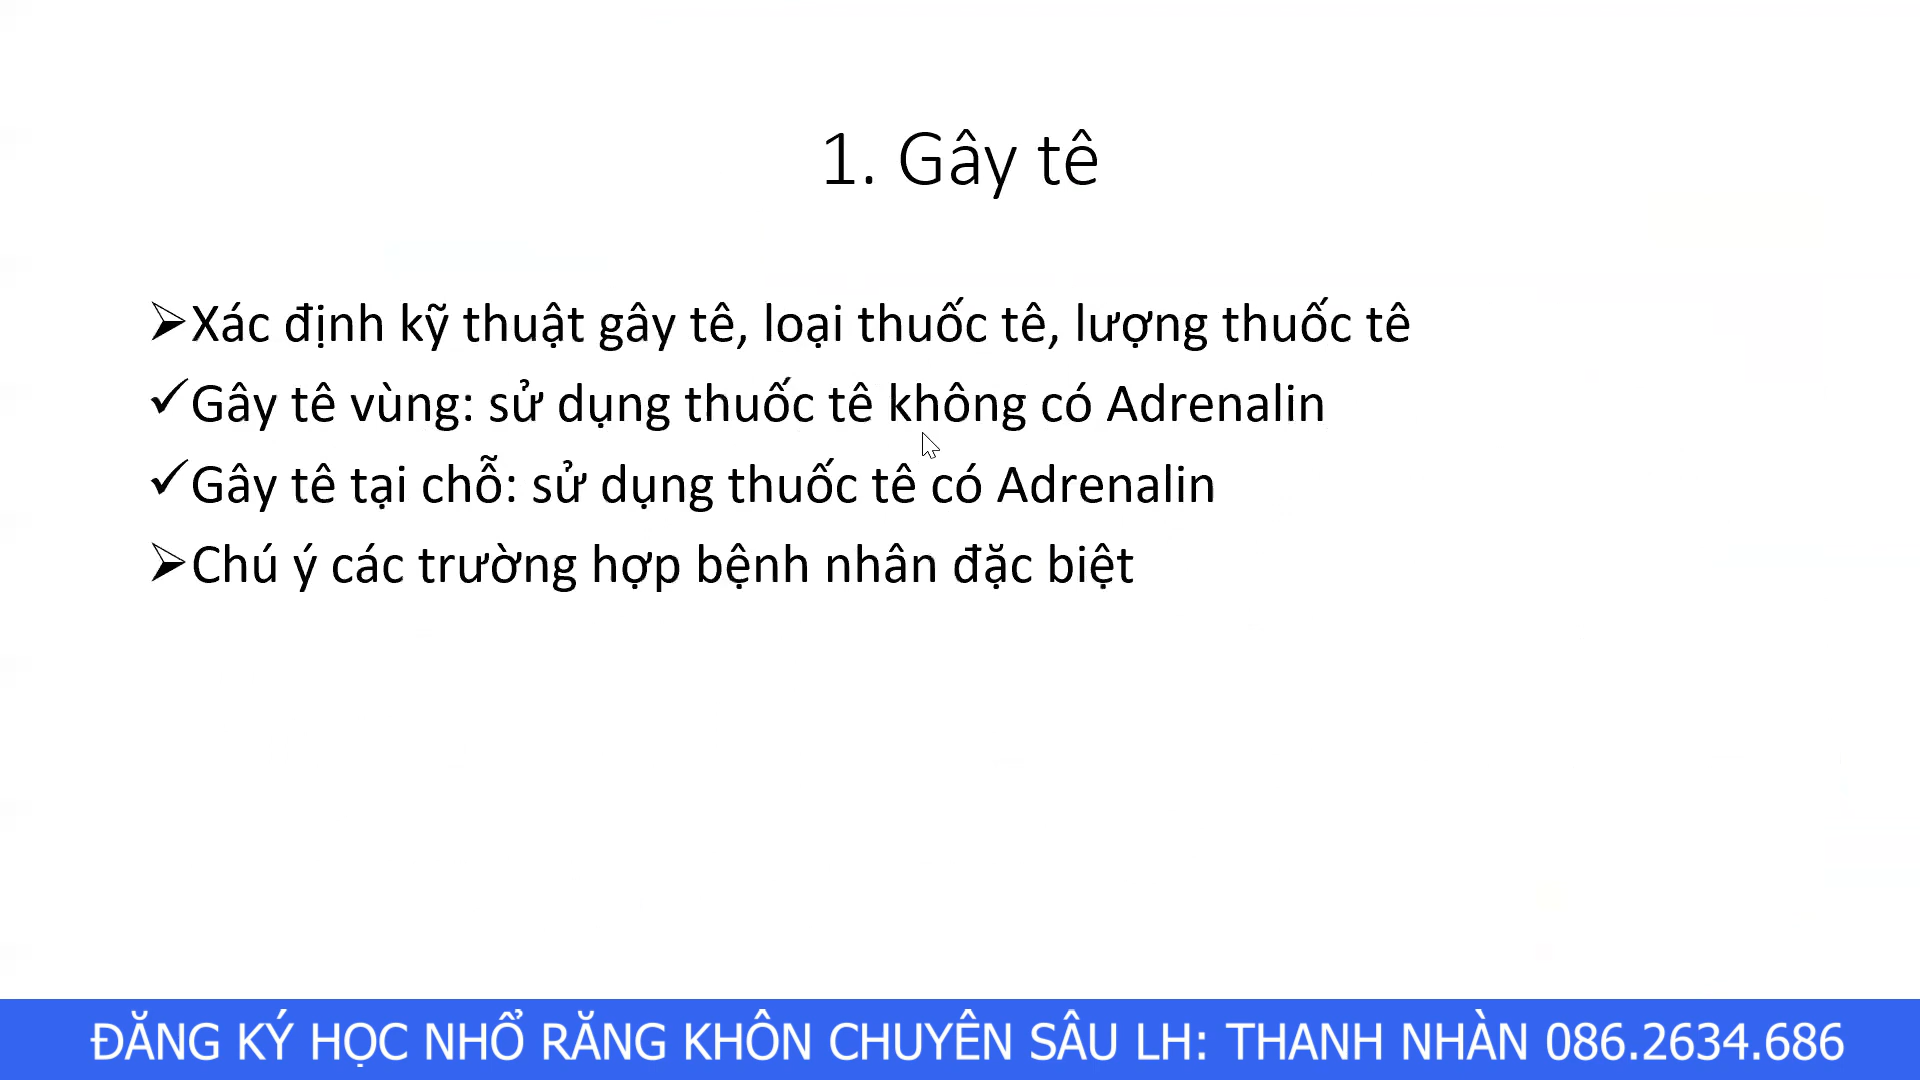 1. Gây tê
➢Xác định kỹ thuật gây tê, loại thuốc tê, lượng thuốc tê
✓Gây tê vùng: sử dụng thuốc tê không có Adrenalin
✓Gây tê tại chỗ: sử dụng thuốc tê có Adrenalin
➢Chú ý các trường hợp bệnh nhân đặc biệt
ĐĂNG KÝ HỌC NHỔ RĂNG KHÔN CHUYÊN SÂU LH: THANH NHÀN 086.2634.686